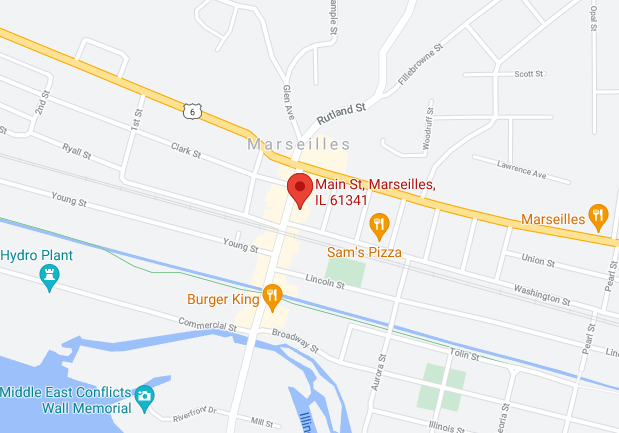 Opal St
Fillebrowne St
Scott St
Glen Ave
2nd St
Rutland St
6
1st St
Woodruff St
Marseilles
Clark St
Ryall St
Lawrence Ave
Main St, Marseilles,
IL 61341
Young St
Marseilles
Young St
Sam's Pizza
Hydro Plant
Union St
Lincoln St
Washington St
Pearl St
Burger King
Commercial St
Broadway St
Pearl St
Tolin St
Aurora St
Middle East Conflicts
Wall Memorial
Riverfront Dr
Mill St
Illinois St